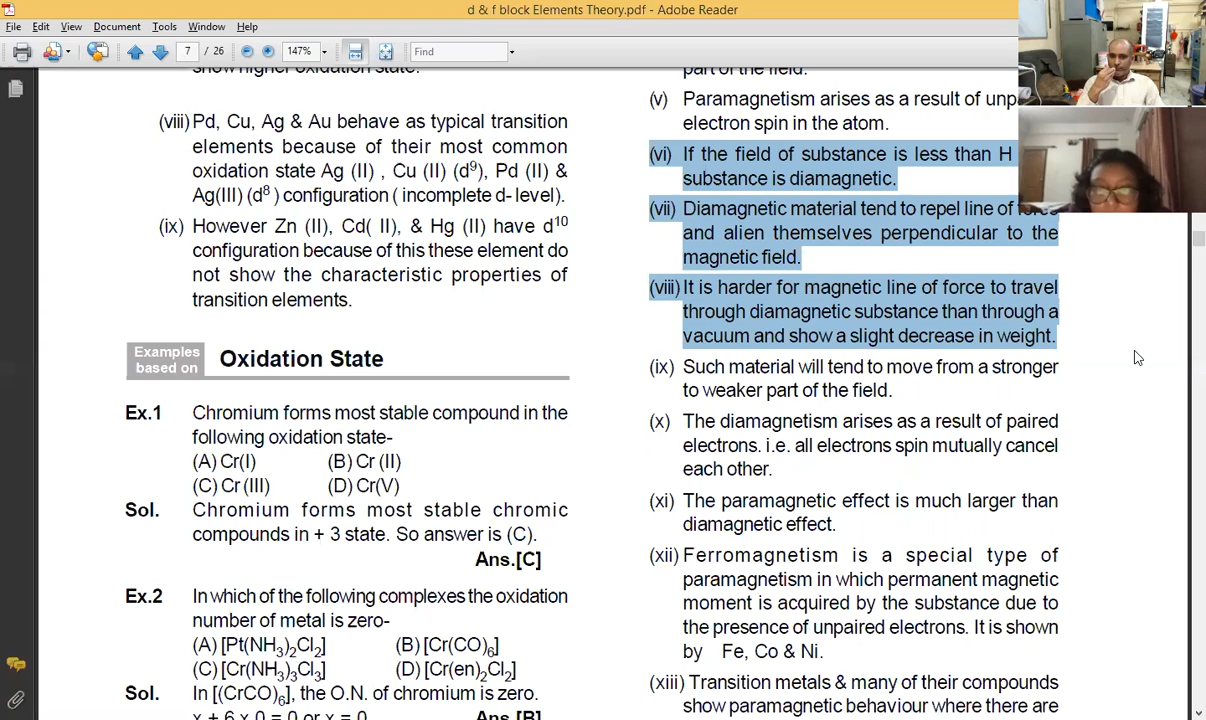 d & f block Elements Theory.pdf - Adobe Reader
File Edit View Document Tools Window Help
7 / 26 147% Find
show higher oxidation state.
(viii) Pd, Cu, Ag & Au behave as typical transition
elements because of their most common
oxidation state Ag (II) , Cu (II) (d⁹), Pd (II) &
Ag(III) (d⁸ ) configuration ( incomplete d- level).
(ix) However Zn (II), Cd( II), & Hg (II) have d¹⁰
configuration because of this these element do
not show the characteristic properties of
transition elements.
Examples
based on
Oxidation State
Ex.1 Chromium forms most stable compound in the
following oxidation state-
(A) Cr(I) (B) Cr (II)
(C) Cr (III) (D) Cr(V)
Sol. Chromium forms most stable chromic
compounds in + 3 state. So answer is (C).
Ans.[C]
Ex.2 In which of the following complexes the oxidation
number of metal is zero-
(A) [Pt(NH₃)₂Cl₂] (B) [Cr(CO)₆]
(C) [Cr(NH₃)₃Cl₃] (D) [Cr(en)₂Cl₂]
Sol. In [(CrCO)₆], the O.N. of chromium is zero.
x + 6 x 0 = 0 or x = 0 Ans.[B]
part of the field.
(v) Paramagnetism arises as a result of
electron spin in the atom.
(vi) If the field of substance is less than H
substance is diamagnetic.
(vii) Diamagnetic material tend to repel line of force
and alien themselves perpendicular to the
magnetic field.
(viii) It is harder for magnetic line of force to travel
through diamagnetic substance than through a
vacuum and show a slight decrease in weight.
(ix) Such material will tend to move from a stronger
to weaker part of the field.
(x) The diamagnetism arises as a result of paired
electrons. i.e. all electrons spin mutually cancel
each other.
(xi) The paramagnetic effect is much larger than
diamagnetic effect.
(xii) Ferromagnetism is a special type of
paramagnetism in which permanent magnetic
moment is acquired by the substance due to
the presence of unpaired electrons. It is shown
by Fe, Co & Ni.
(xiii) Transition metals & many of their compounds
show paramagnetic behaviour where there are